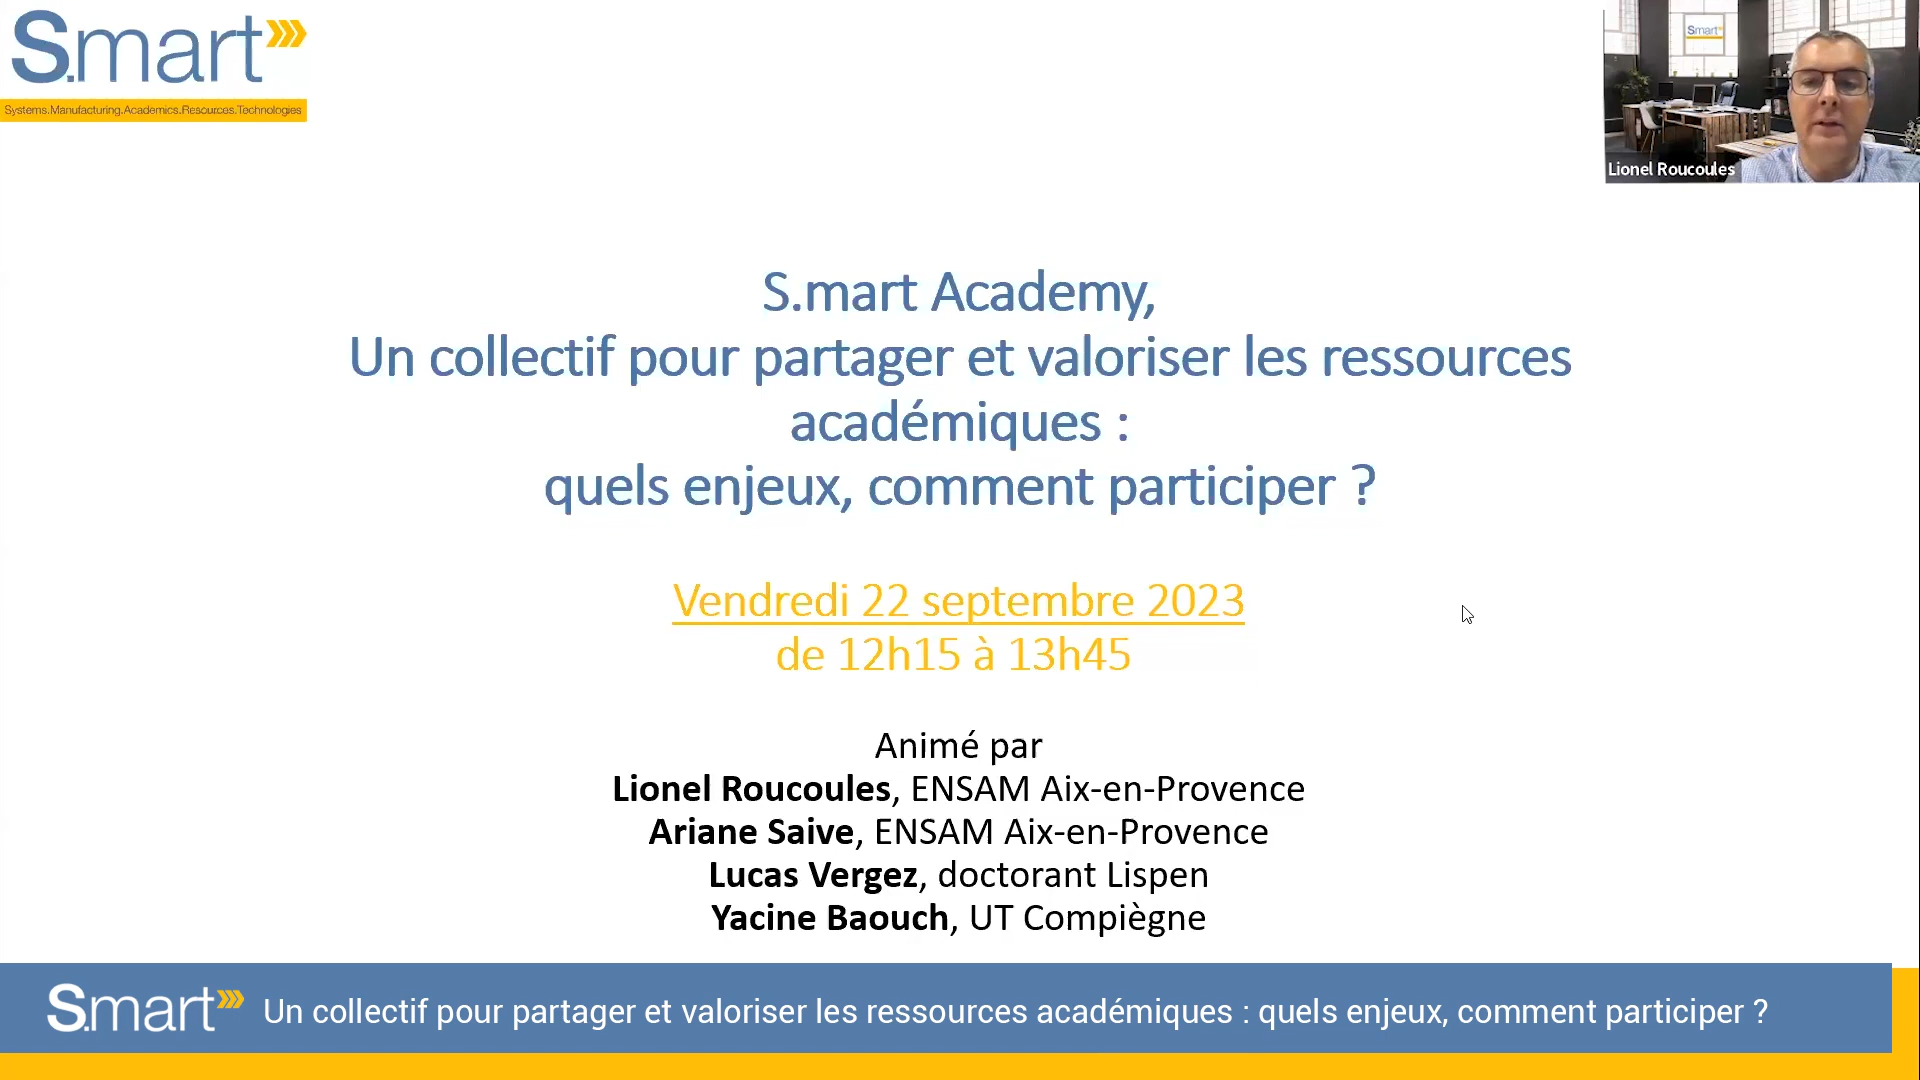 S.mart
Systems.Manufacturing.Academics.Resources.Technologies
S.mart
Lionel Roucoules
S.mart Academy,
Un collectif pour partager et valoriser les ressources
académiques :
quels enjeux, comment participer ?
Vendredi 22 septembre 2023
de 12h15 à 13h45
Animé par
Lionel Roucoules, ENSAM Aix-en-Provence
Ariane Saive, ENSAM Aix-en-Provence
Lucas Vergez, doctorant Lispen
Yacine Baouch, UT Compiègne
S.mart Un collectif pour partager et valoriser les ressources académiques : quels enjeux, comment participer ?